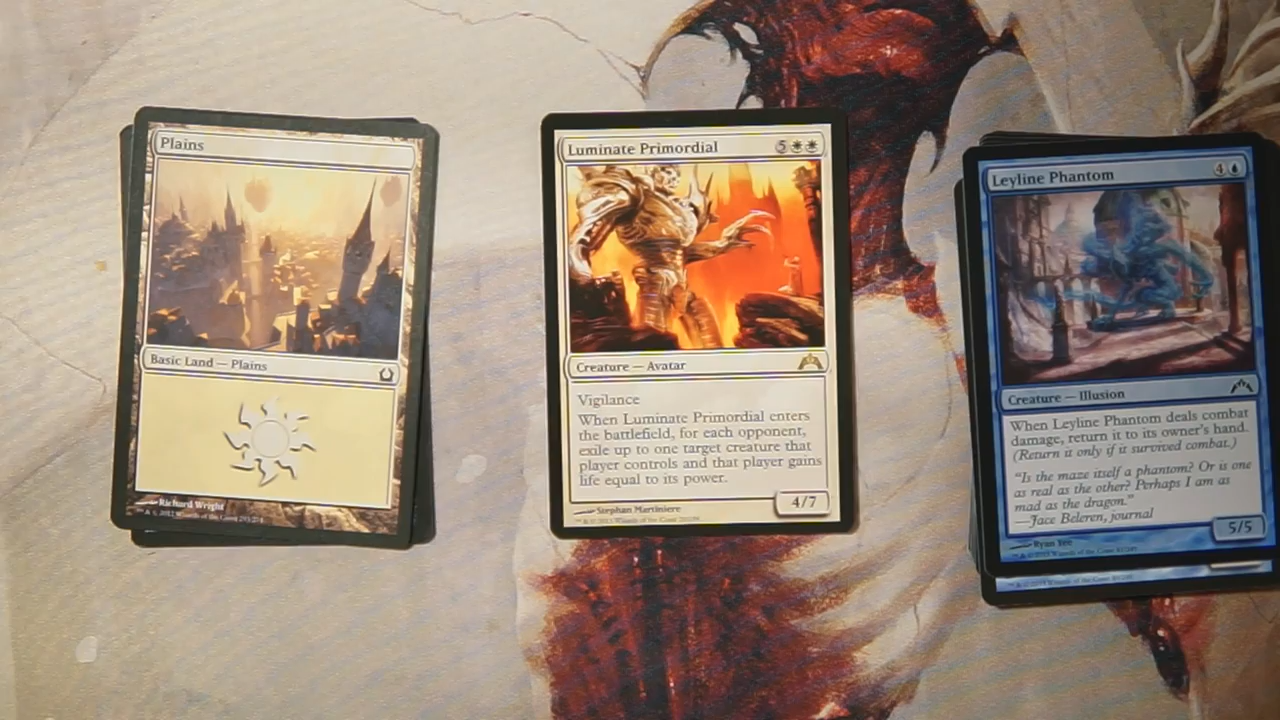 Plains
Basic Land — Plains
Richard Wright
Luminate Primordial
5
Creature — Avatar
Vigilance
When Luminate Primordial enters
the battlefield, for each opponent,
exile up to one target creature that
player controls and that player gains
life equal to its power.
4/7
Stephan Martiniere
Leyline Phantom
4
Creature — Illusion
When Leyline Phantom deals combat
damage, return it to its owner's hand.
(Return it only if it survived combat.)
"Is the maze itself a phantom? Or is one
as real as the other? Perhaps I am as
mad as the dragon."
—Jace Beleren, journal
5/5
Ryan Yee